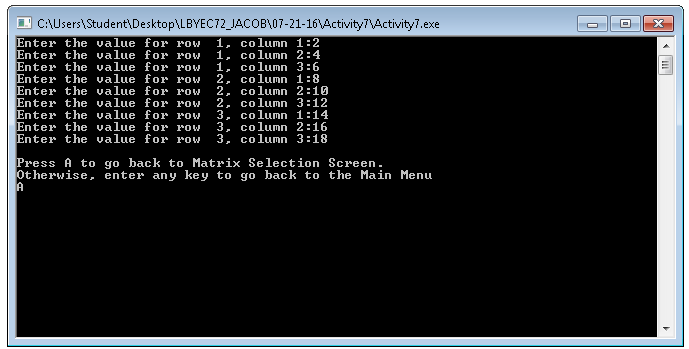 C:\Users\Student\Desktop\LBYEC72_JACOB\07-21-16\Activity7\Activity7.exe
Enter the value for row  1, column 1:2
Enter the value for row  1, column 2:4
Enter the value for row  1, column 3:6
Enter the value for row  2, column 1:8
Enter the value for row  2, column 2:10
Enter the value for row  2, column 3:12
Enter the value for row  3, column 1:14
Enter the value for row  3, column 2:16
Enter the value for row  3, column 3:18
Press A to go back to Matrix Selection Screen.
Otherwise, enter any key to go back to the Main Menu
A